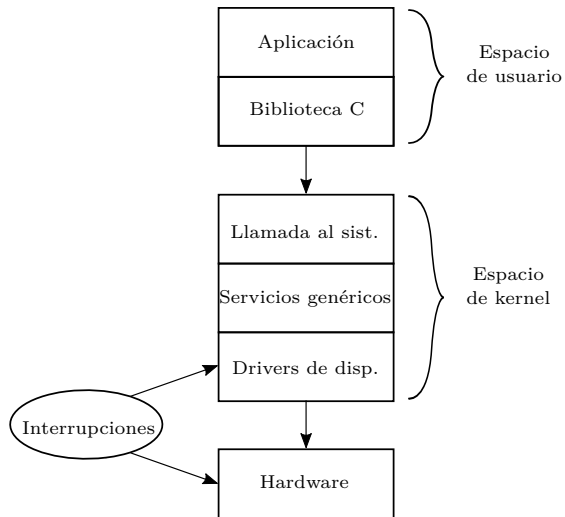 Aplicación
Espacio
de usuario
Biblioteca C
Llamada al sist.
Servicios genéricos
Espacio
de kernel
Drivers de disp.
Interrupciones
Hardware